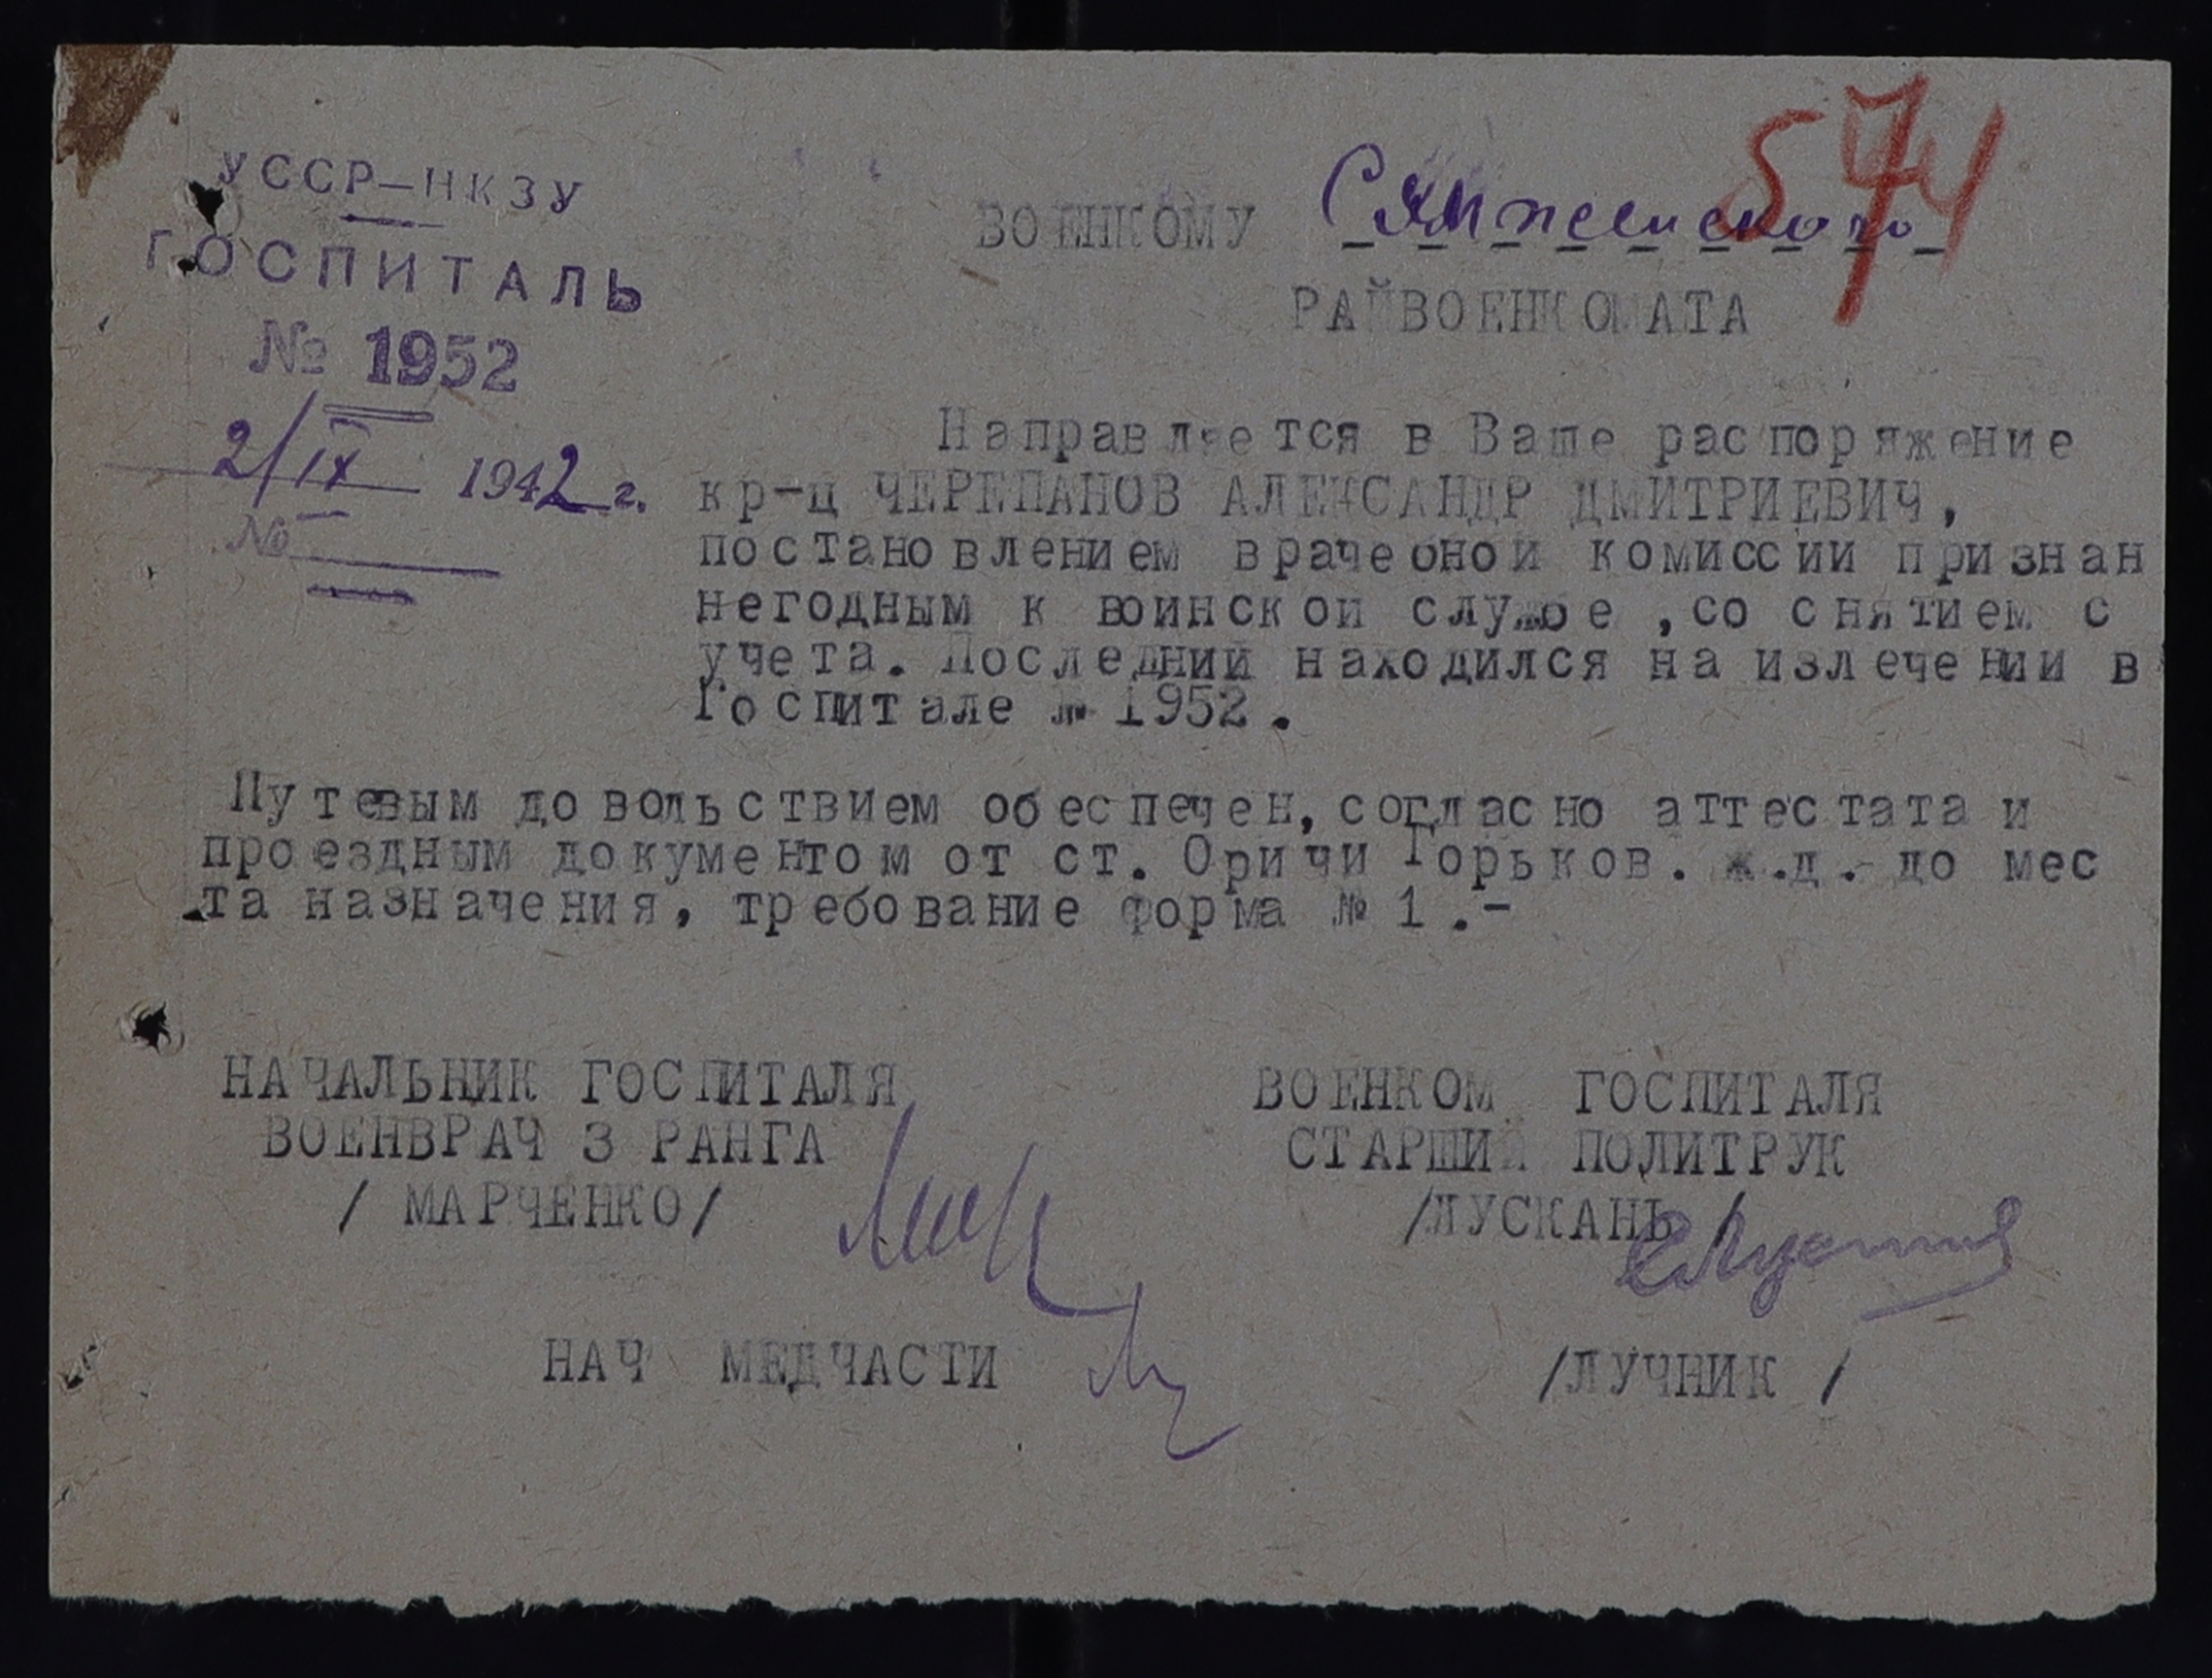 УССР-НКЗУ
ГОСПИТАЛЬ
№ 1952
2/IX 1942 г.
№
574
ВОЕНКОМУ Сямженского
РАЙВОЕНКОМАТА
Направляется в Ваше распоряжение
кр-ц ЧЕРЕПАНОВ АЛЕКСАНДР ДМИТРИЕВИЧ,
постановлением врачебной комиссии признан
негодным к воинской службе ,со снятием с
учета. Последний находился на излечении в
Госпитале № 1952.
Путевым довольствием обеспечен, согласно аттестата и
проездным документом от ст. Оричи Горьков. ж.д.- до мес
та назначения, требование форма № 1.-
НАЧАЛЬНИК ГОСПИТАЛЯ
ВОЕНВРАЧ 3 РАНГА
/ МАРЧЕНКО/
ВОЕНКОМ ГОСПИТАЛЯ
СТАРШИЙ ПОЛИТРУК
/ЛУСКАНЬ /
НАЧ МЕДЧАСТИ /ЛУЧНИК /